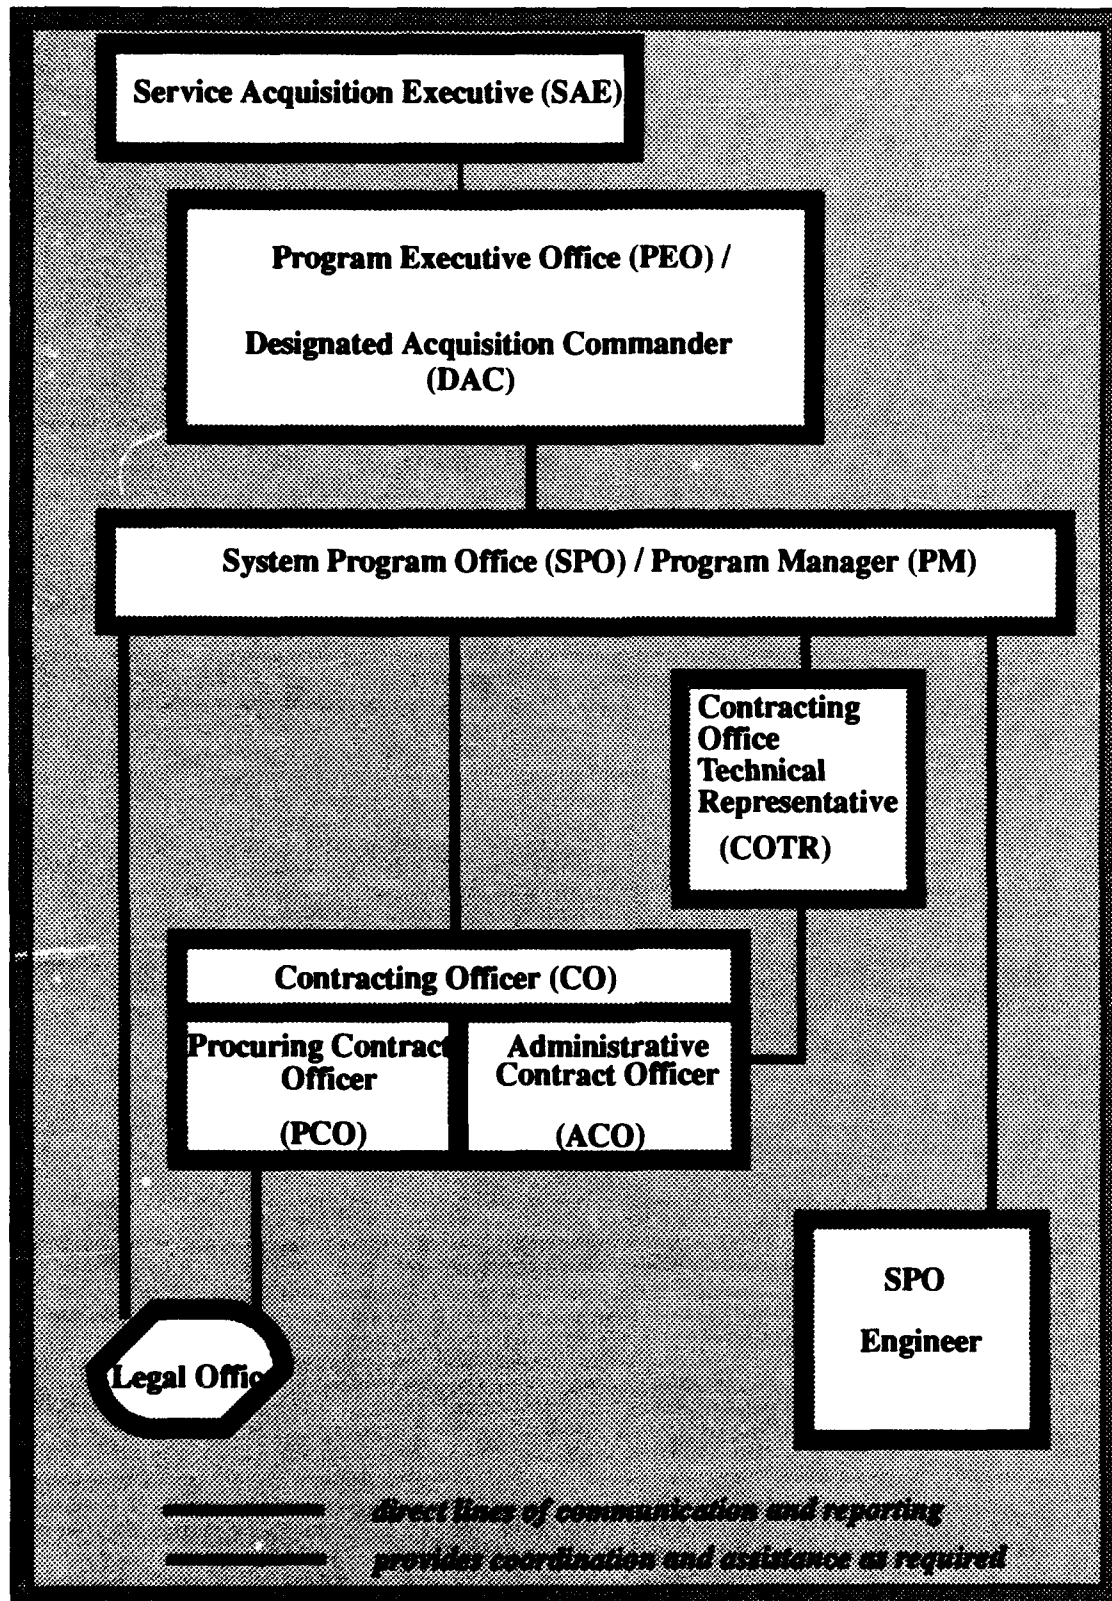 Service Acquisition Executive (SAE)
Program Executive Office (PEO) /
Designated Acquisition Commander
(DAC)
System Program Office (SPO) / Program Manager (PM)
Contracting
Office
Technical
Representative
(COTR)
Contracting Officer (CO)
Procuring Contract
Officer
(PCO)
Administrative
Contract Officer
(ACO)
Legal Offic
SPO
Engineer
direct lines of communication and reporting
provides coordination and assistance as required